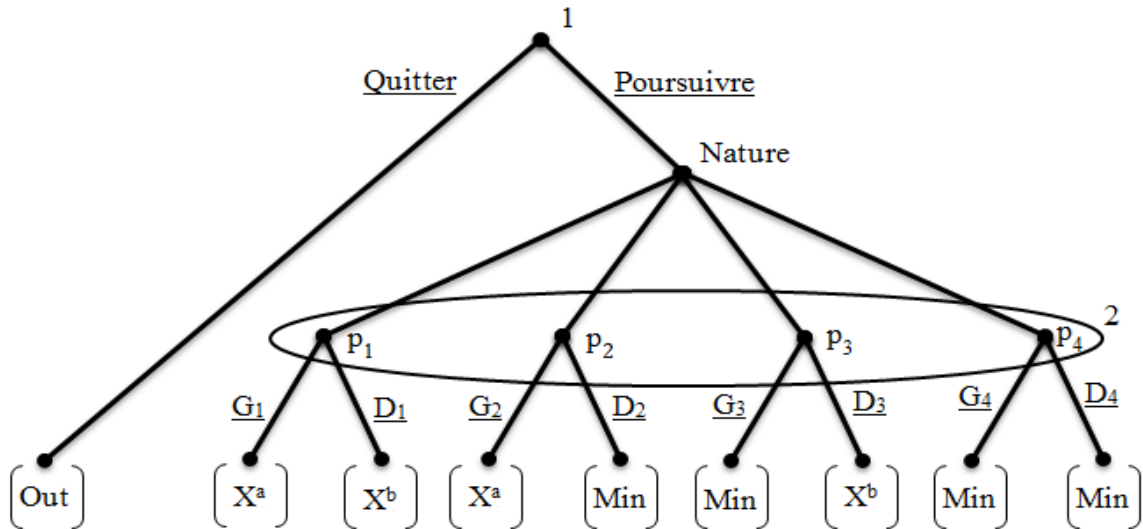 1
Quitter
Poursuivre
Nature
2
p₁
p₂
p₃
p₄
G₁
D₁
G₂
D₂
G₃
D₃
G₄
D₄
Out
Xᵃ
Xᵇ
Xᵃ
Min
Min
Xᵇ
Min
Min